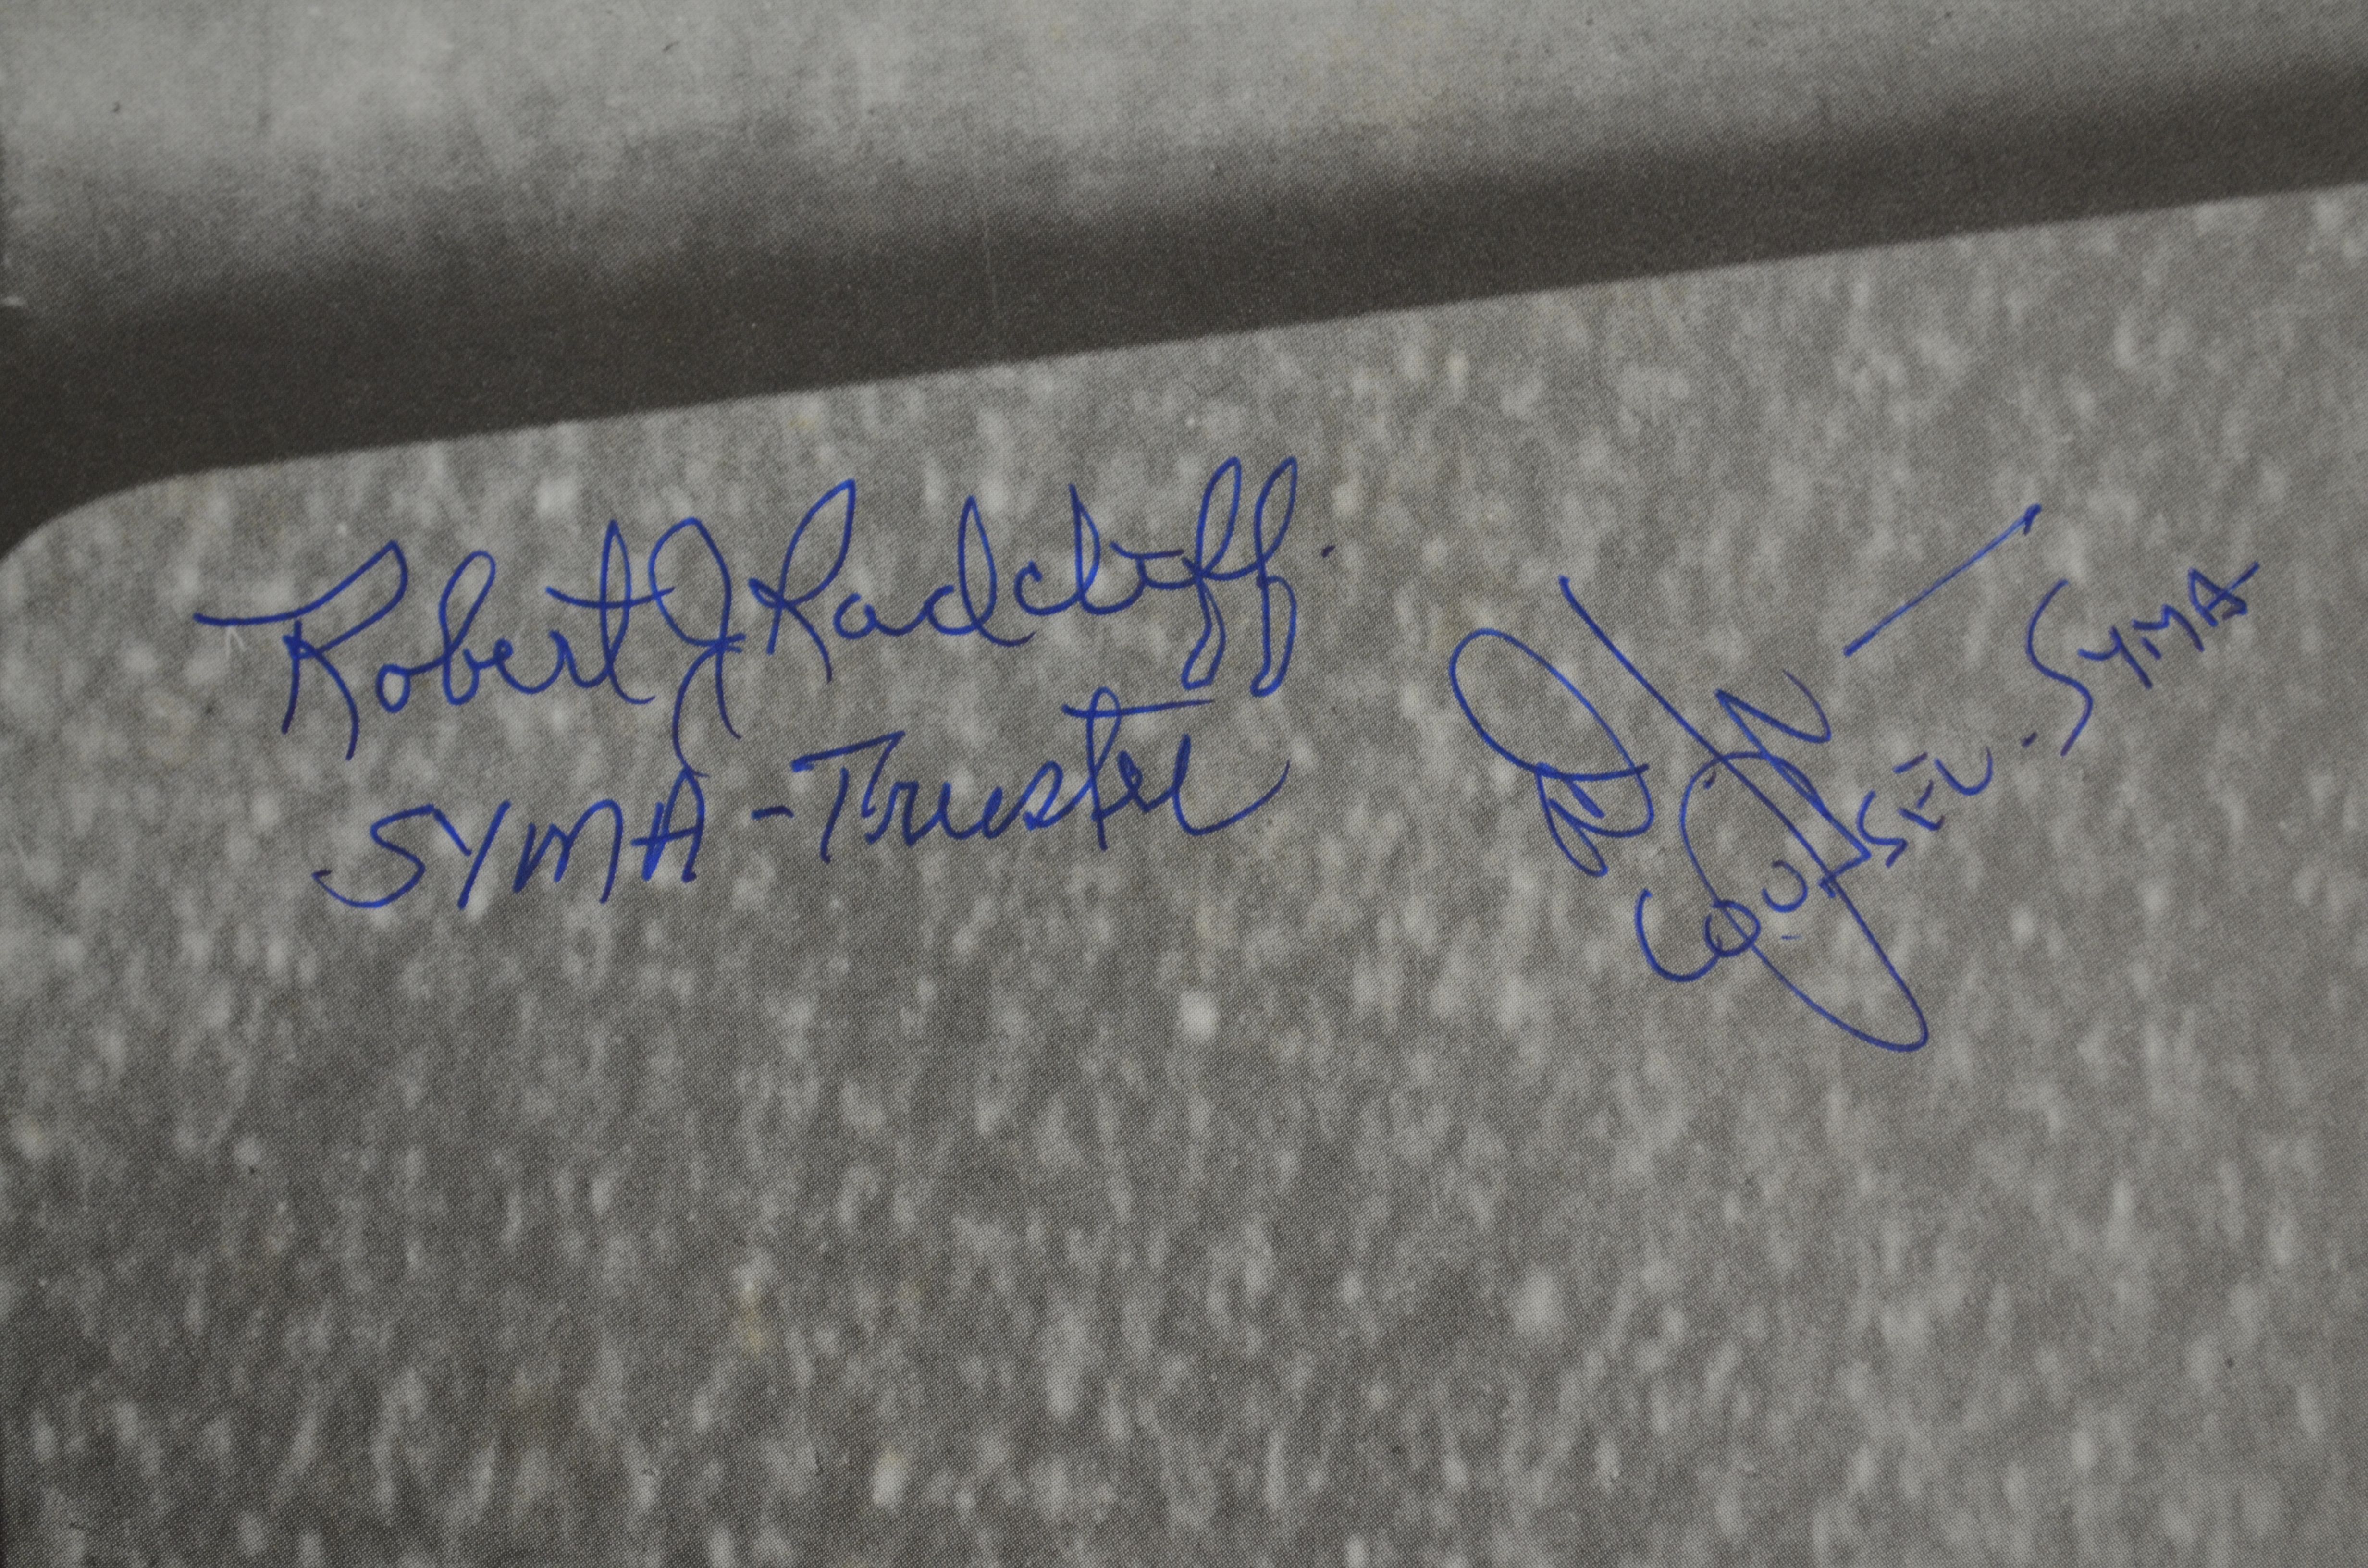 Robert J Radcliff.
SYMA - Trustee
COUNSEL - SYMA